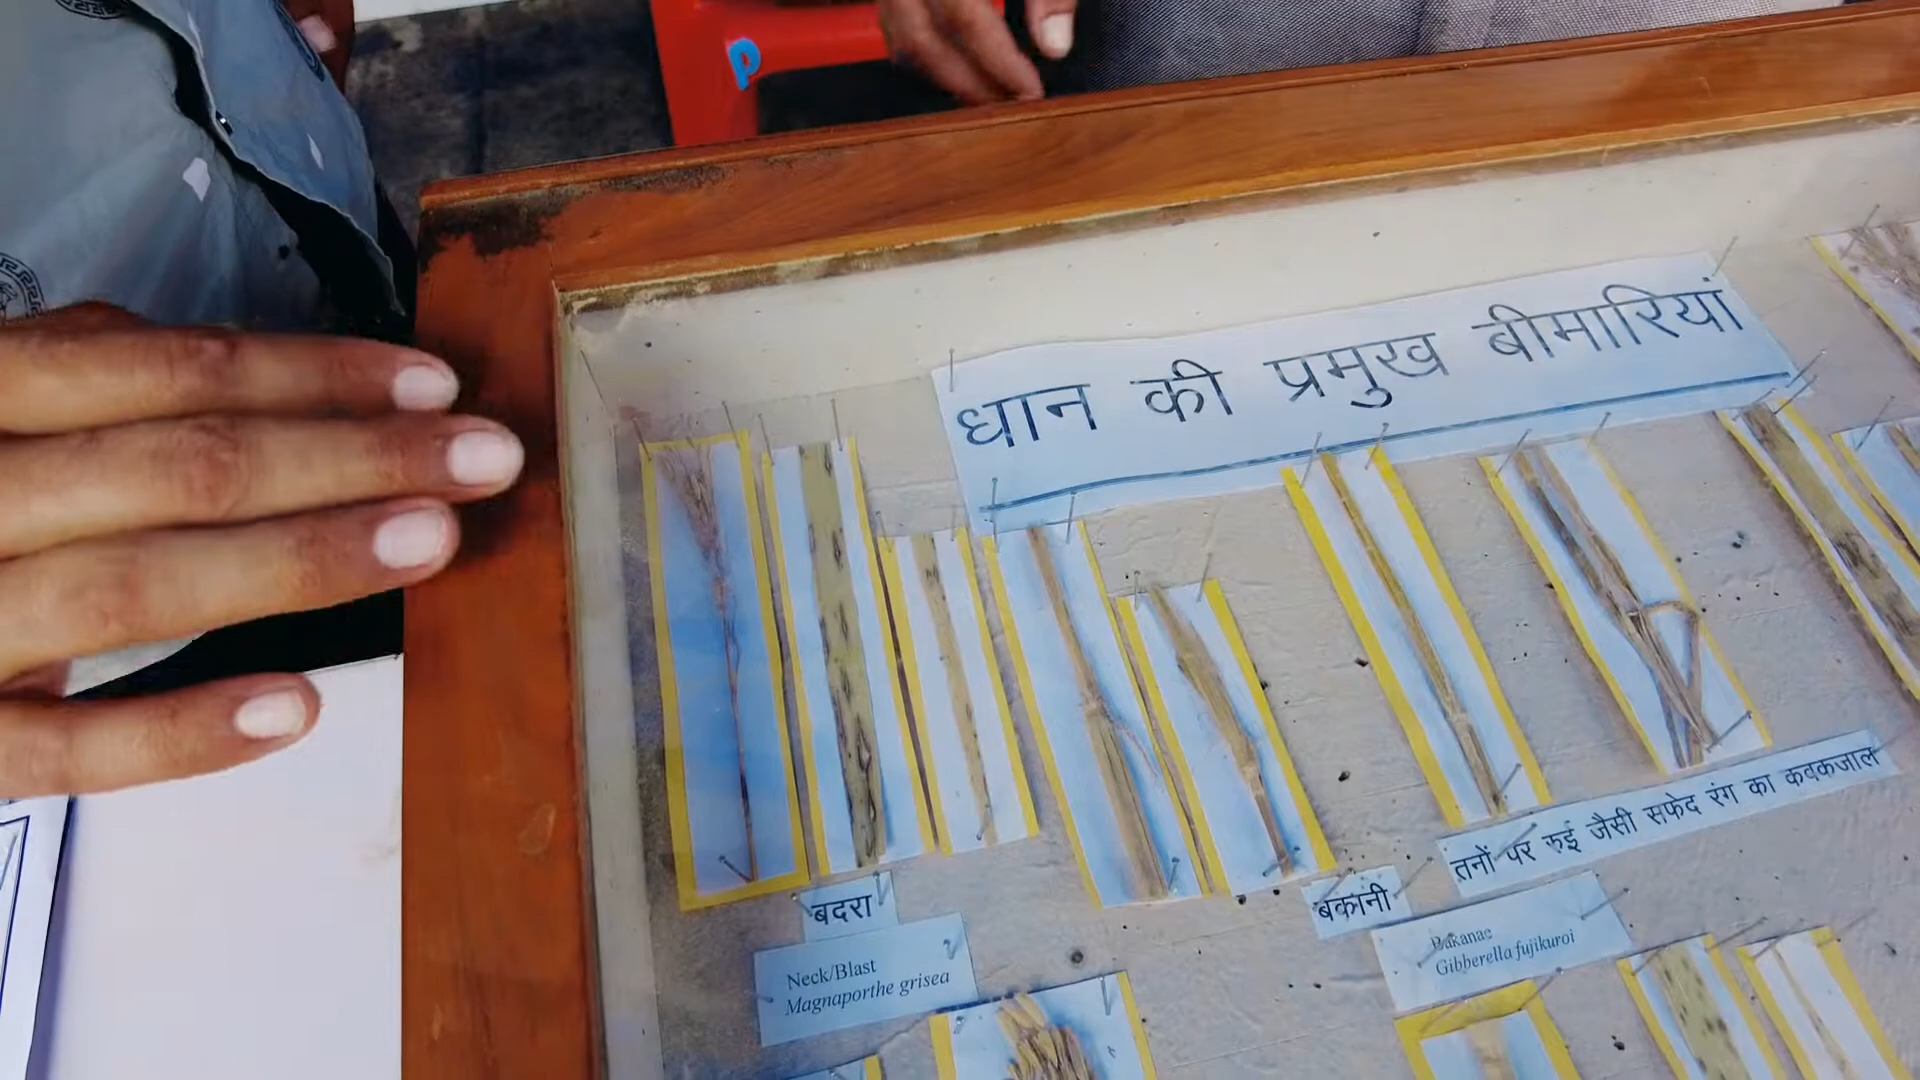 धान की प्रमुख बीमारियां
तनों पर रुई जैसी सफेद रंग का कवकजाल
बदरा
Neck/Blast
Magnaporthe grisea
बकानी
Bakanae
Gibberella fujikuroi